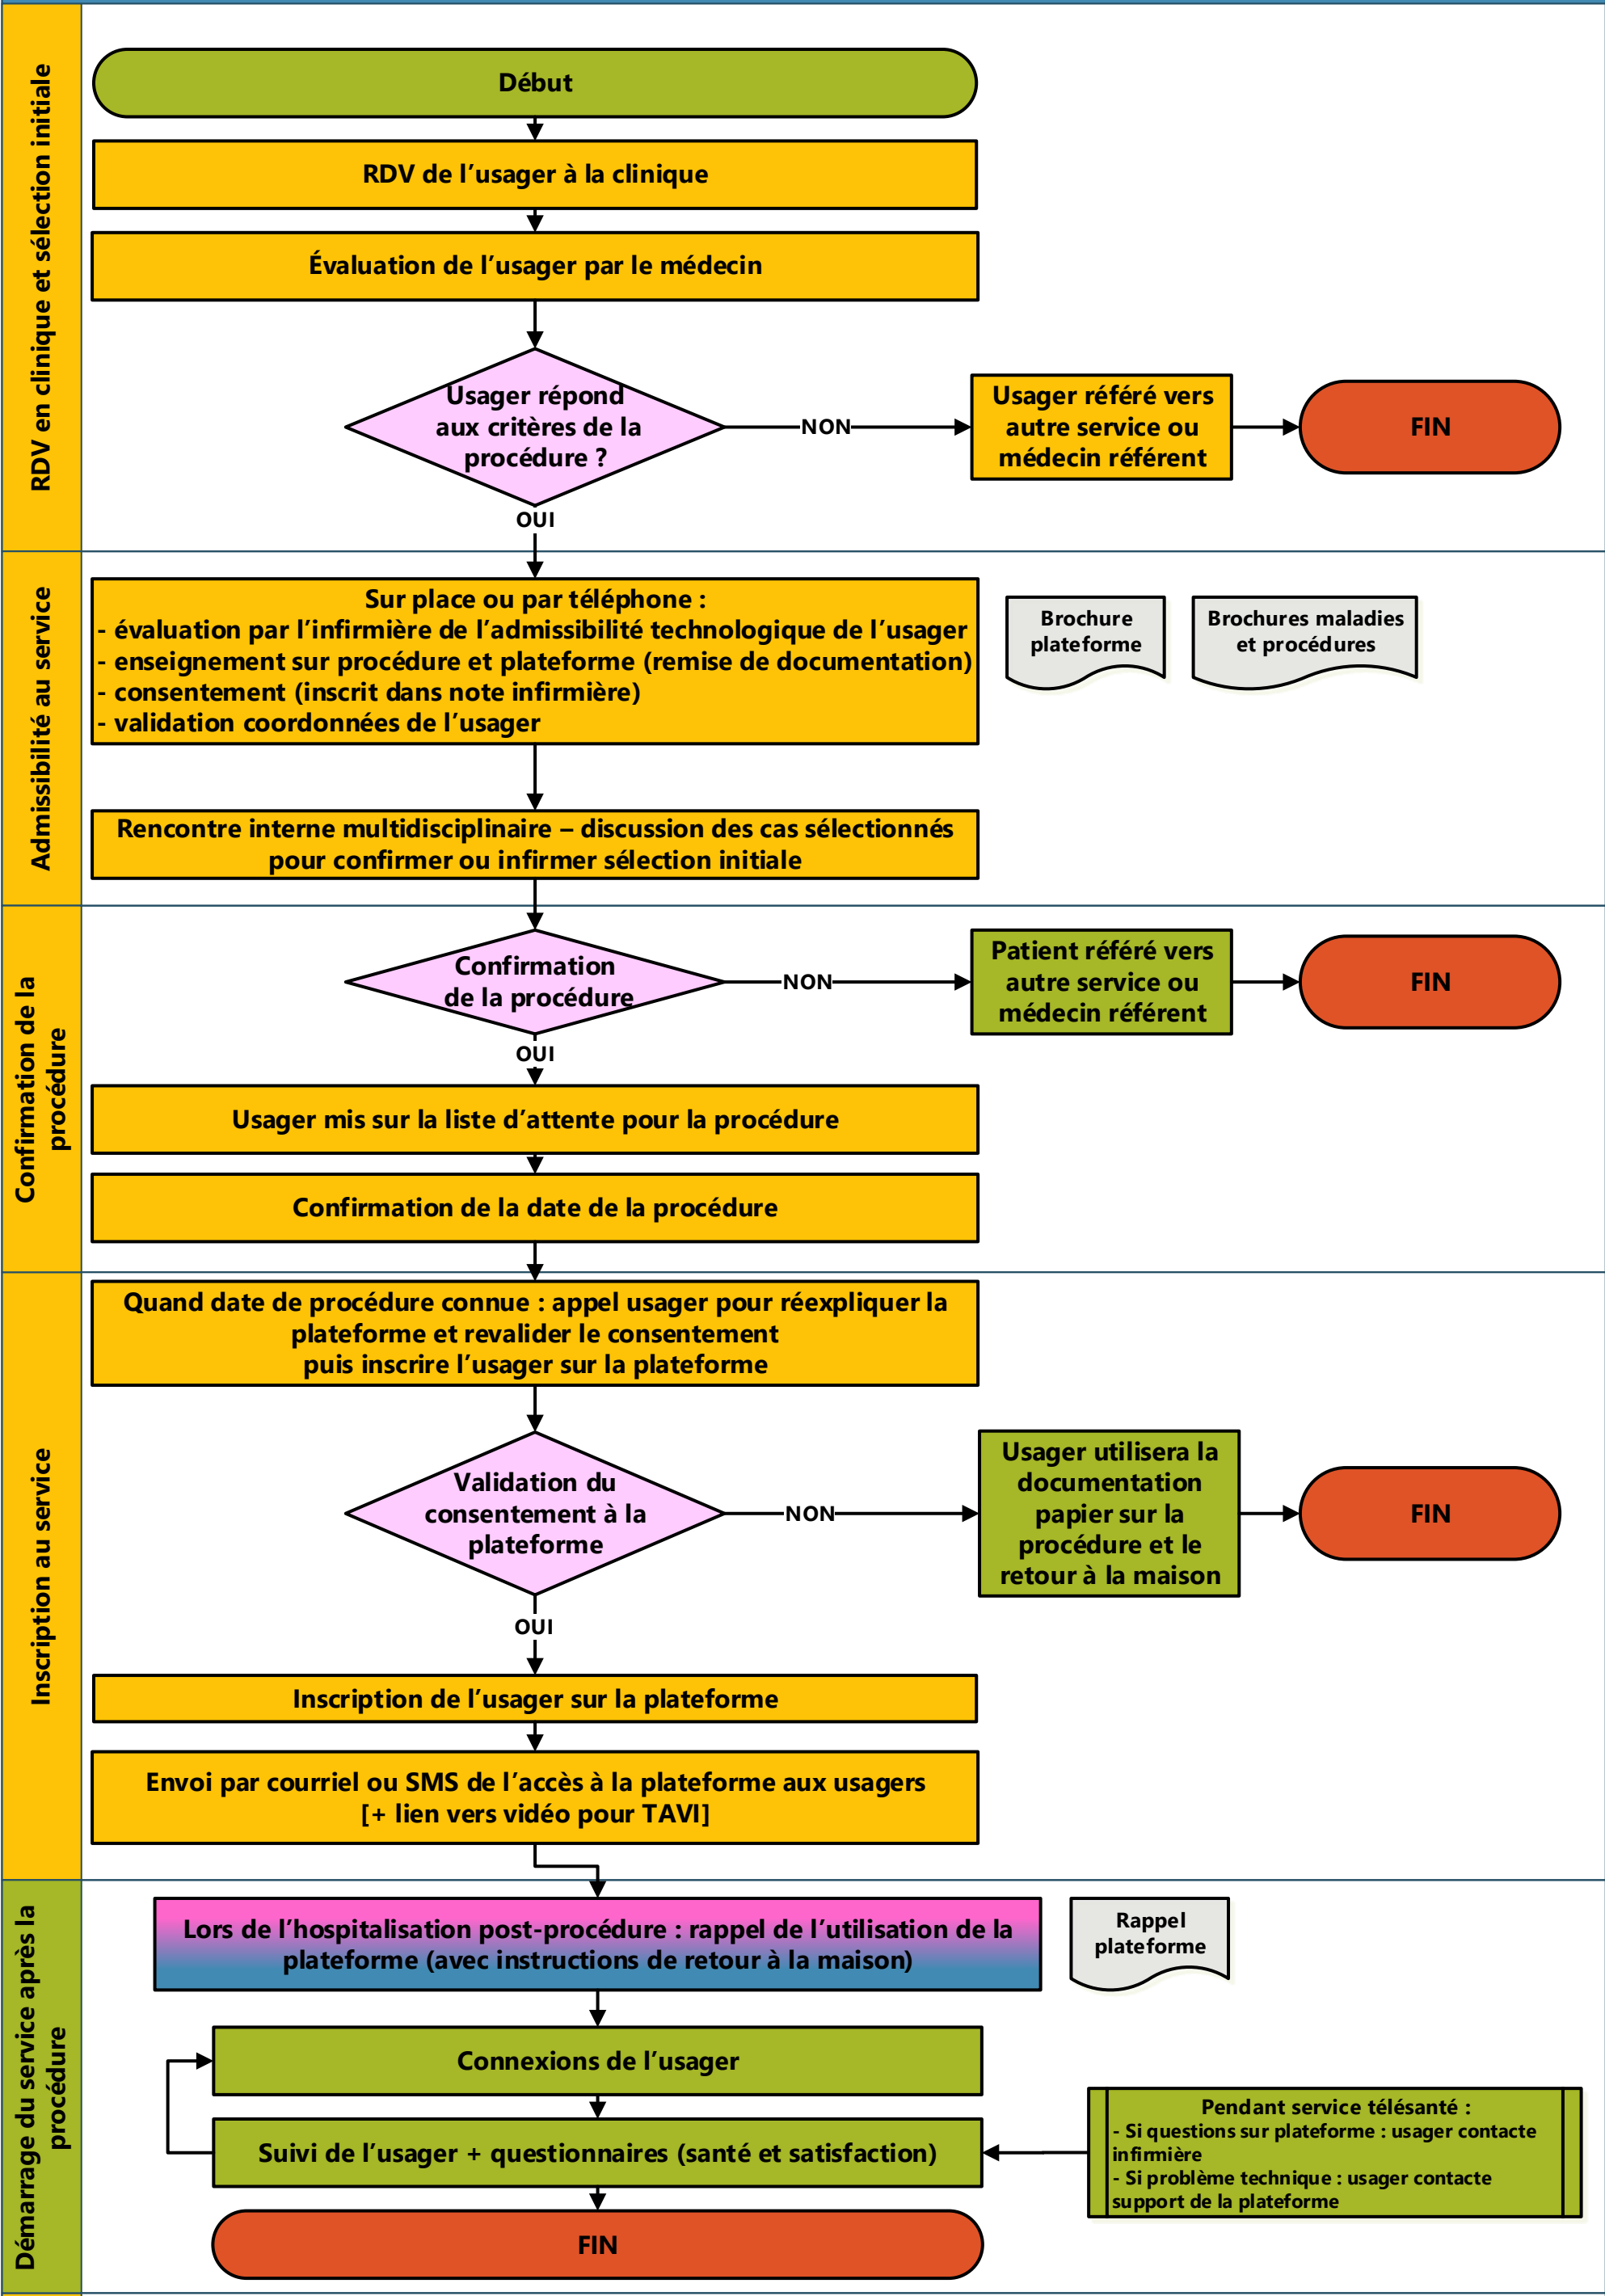 RDV en clinique et sélection initiale
Début
RDV de l’usager à la clinique
Évaluation de l’usager par le médecin
Usager répond
aux critères de la
procédure ?
NON
Usager référé vers
autre service ou
médecin référent
FIN
OUI
Admissibilité au service
Sur place ou par téléphone :
- évaluation par l’infirmière de l’admissibilité technologique de l’usager
- enseignement sur procédure et plateforme (remise de documentation)
- consentement (inscrit dans note infirmière)
- validation coordonnées de l’usager
Brochure
plateforme
Brochures maladies
et procédures
Rencontre interne multidisciplinaire – discussion des cas sélectionnés
pour confirmer ou infirmer sélection initiale
Confirmation de la
procédure
Confirmation
de la procédure
NON
Patient référé vers
autre service ou
médecin référent
FIN
OUI
Usager mis sur la liste d’attente pour la procédure
Confirmation de la date de la procédure
Inscription au service
Quand date de procédure connue : appel usager pour réexpliquer la
plateforme et revalider le consentement
puis inscrire l’usager sur la plateforme
Validation du
consentement à la
plateforme
NON
Usager utilisera la
documentation
papier sur la
procédure et le
retour à la maison
FIN
OUI
Inscription de l’usager sur la plateforme
Envoi par courriel ou SMS de l’accès à la plateforme aux usagers
[+ lien vers vidéo pour TAVI]
Démarrage du service après la
procédure
Lors de l’hospitalisation post-procédure : rappel de l’utilisation de la
plateforme (avec instructions de retour à la maison)
Rappel
plateforme
Connexions de l’usager
Suivi de l’usager + questionnaires (santé et satisfaction)
Pendant service télésanté :
- Si questions sur plateforme : usager contacte
infirmière
- Si problème technique : usager contacte
support de la plateforme
FIN